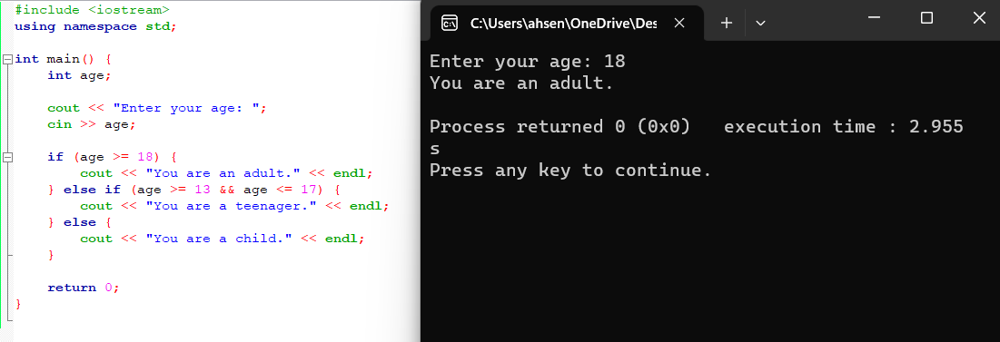 #include <iostream>
using namespace std;

int main() {
    int age;

    cout << "Enter your age: ";
    cin >> age;

    if (age >= 18) {
        cout << "You are an adult." << endl;
    } else if (age >= 13 && age <= 17) {
        cout << "You are a teenager." << endl;
    } else {
        cout << "You are a child." << endl;
    }

    return 0;
}
C:\Users\ahsen\OneDrive\Des
Enter your age: 18
You are an adult.

Process returned 0 (0x0)   execution time : 2.955
s
Press any key to continue.